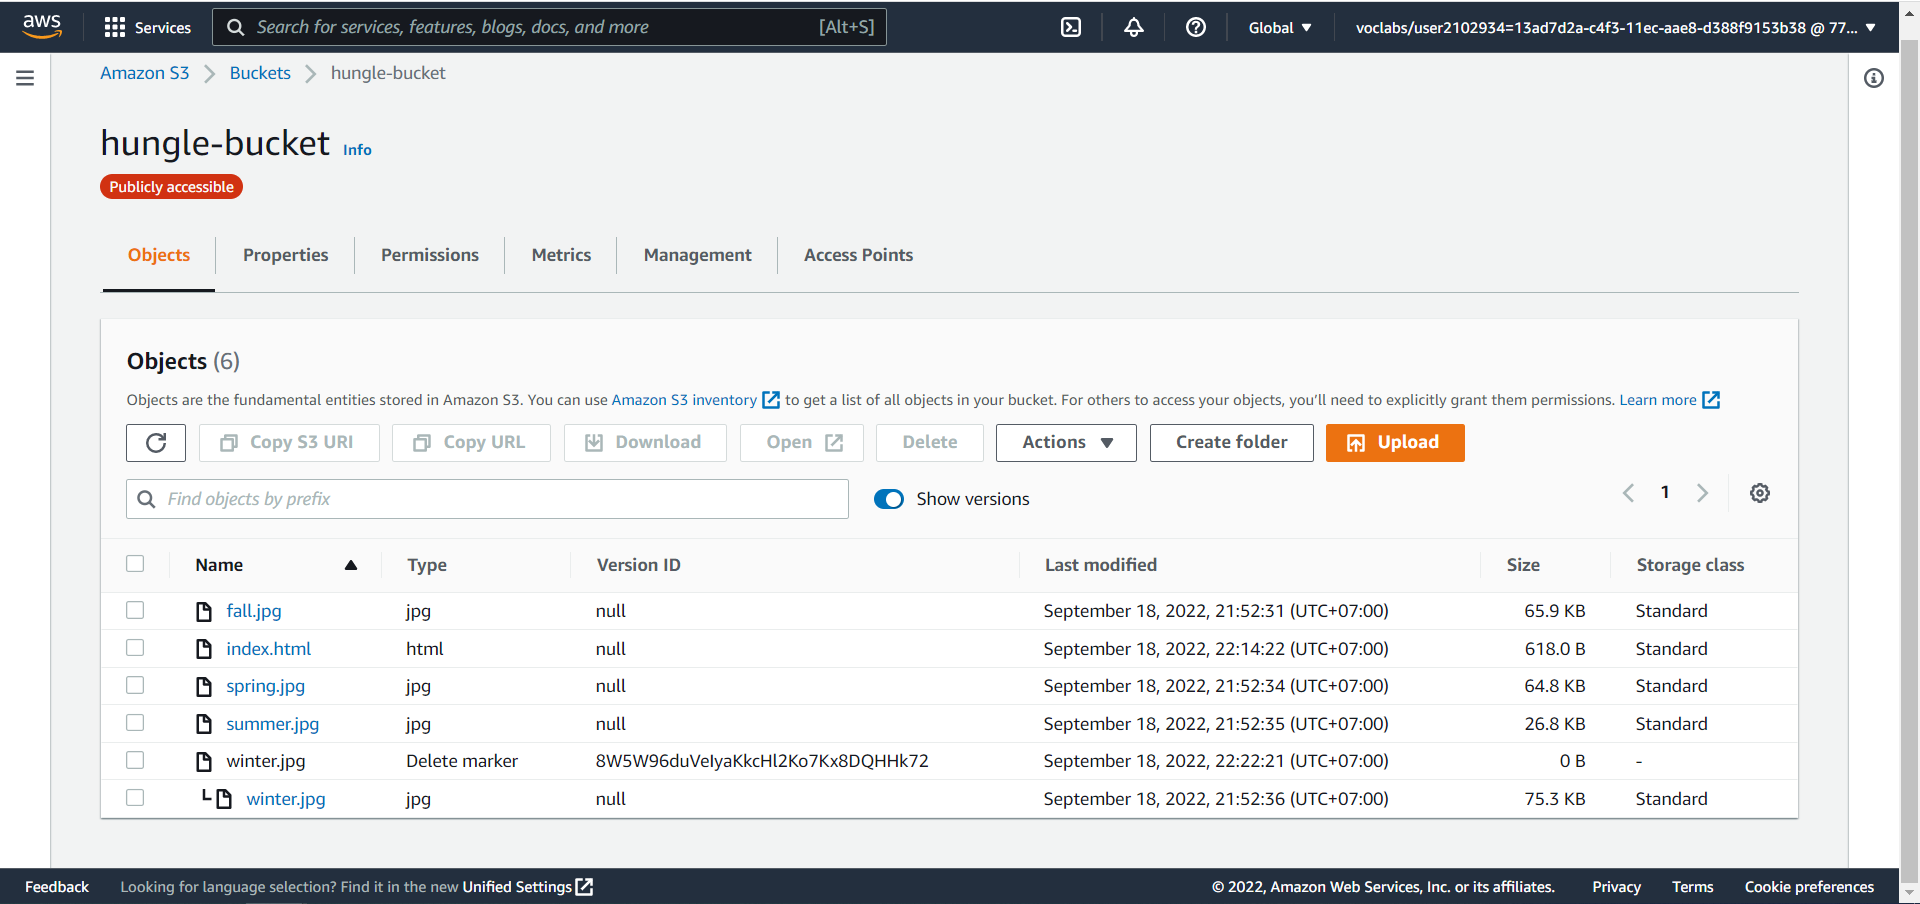 aws Services Search for services, features, blogs, docs, and more [Alt+S] Global voclabs/user2102934=13ad7d2a-c4f3-11ec-aae8-d388f9153b38 @ 77...
Amazon S3 Buckets hungle-bucket
hungle-bucket Info
Publicly accessible
Objects Properties Permissions Metrics Management Access Points
Objects (6)
Objects are the fundamental entities stored in Amazon S3. You can use Amazon S3 inventory to get a list of all objects in your bucket. For others to access your objects, you'll need to explicitly grant them permissions. Learn more
Copy S3 URI Copy URL Download Open Delete Actions Create folder Upload
Find objects by prefix Show versions 1
Name Type Version ID Last modified Size Storage class
fall.jpg jpg null September 18, 2022, 21:52:31 (UTC+07:00) 65.9 KB Standard
index.html html null September 18, 2022, 22:14:22 (UTC+07:00) 618.0 B Standard
spring.jpg jpg null September 18, 2022, 21:52:34 (UTC+07:00) 64.8 KB Standard
summer.jpg jpg null September 18, 2022, 21:52:35 (UTC+07:00) 26.8 KB Standard
winter.jpg Delete marker 8W5W96duVeIyaKkcHl2Ko7Kx8DQHHk72 September 18, 2022, 22:22:21 (UTC+07:00) 0 B -
winter.jpg jpg null September 18, 2022, 21:52:36 (UTC+07:00) 75.3 KB Standard
Feedback Looking for language selection? Find it in the new Unified Settings © 2022, Amazon Web Services, Inc. or its affiliates. Privacy Terms Cookie preferences